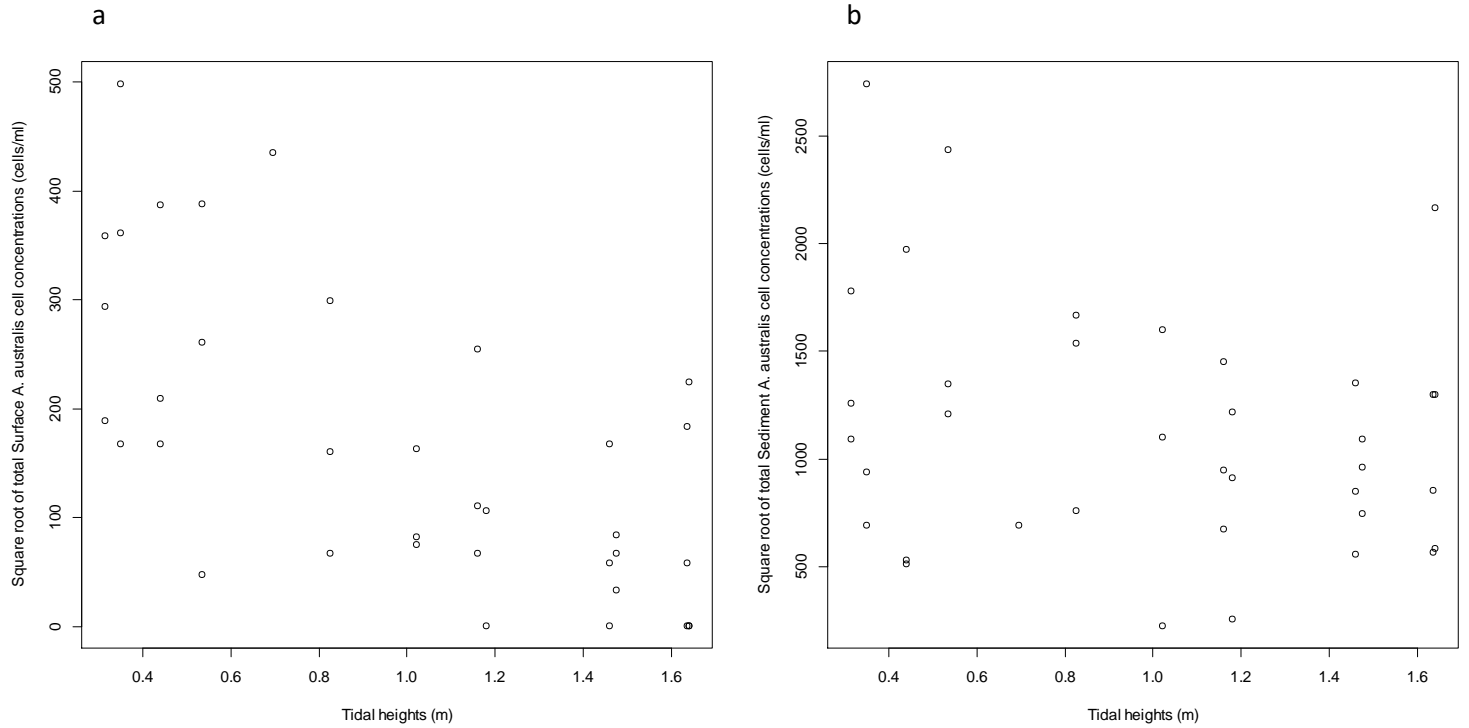 a
b
Square root of total Surface A. australis cell concentrations (cells/ml)
500
400
300
200
100
0
0.4 0.6 0.8 1.0 1.2 1.4 1.6
Tidal heights (m)
Square root of total Sediment A. australis cell concentrations (cells/ml)
2500
2000
1500
1000
500
0.4 0.6 0.8 1.0 1.2 1.4 1.6
Tidal heights (m)